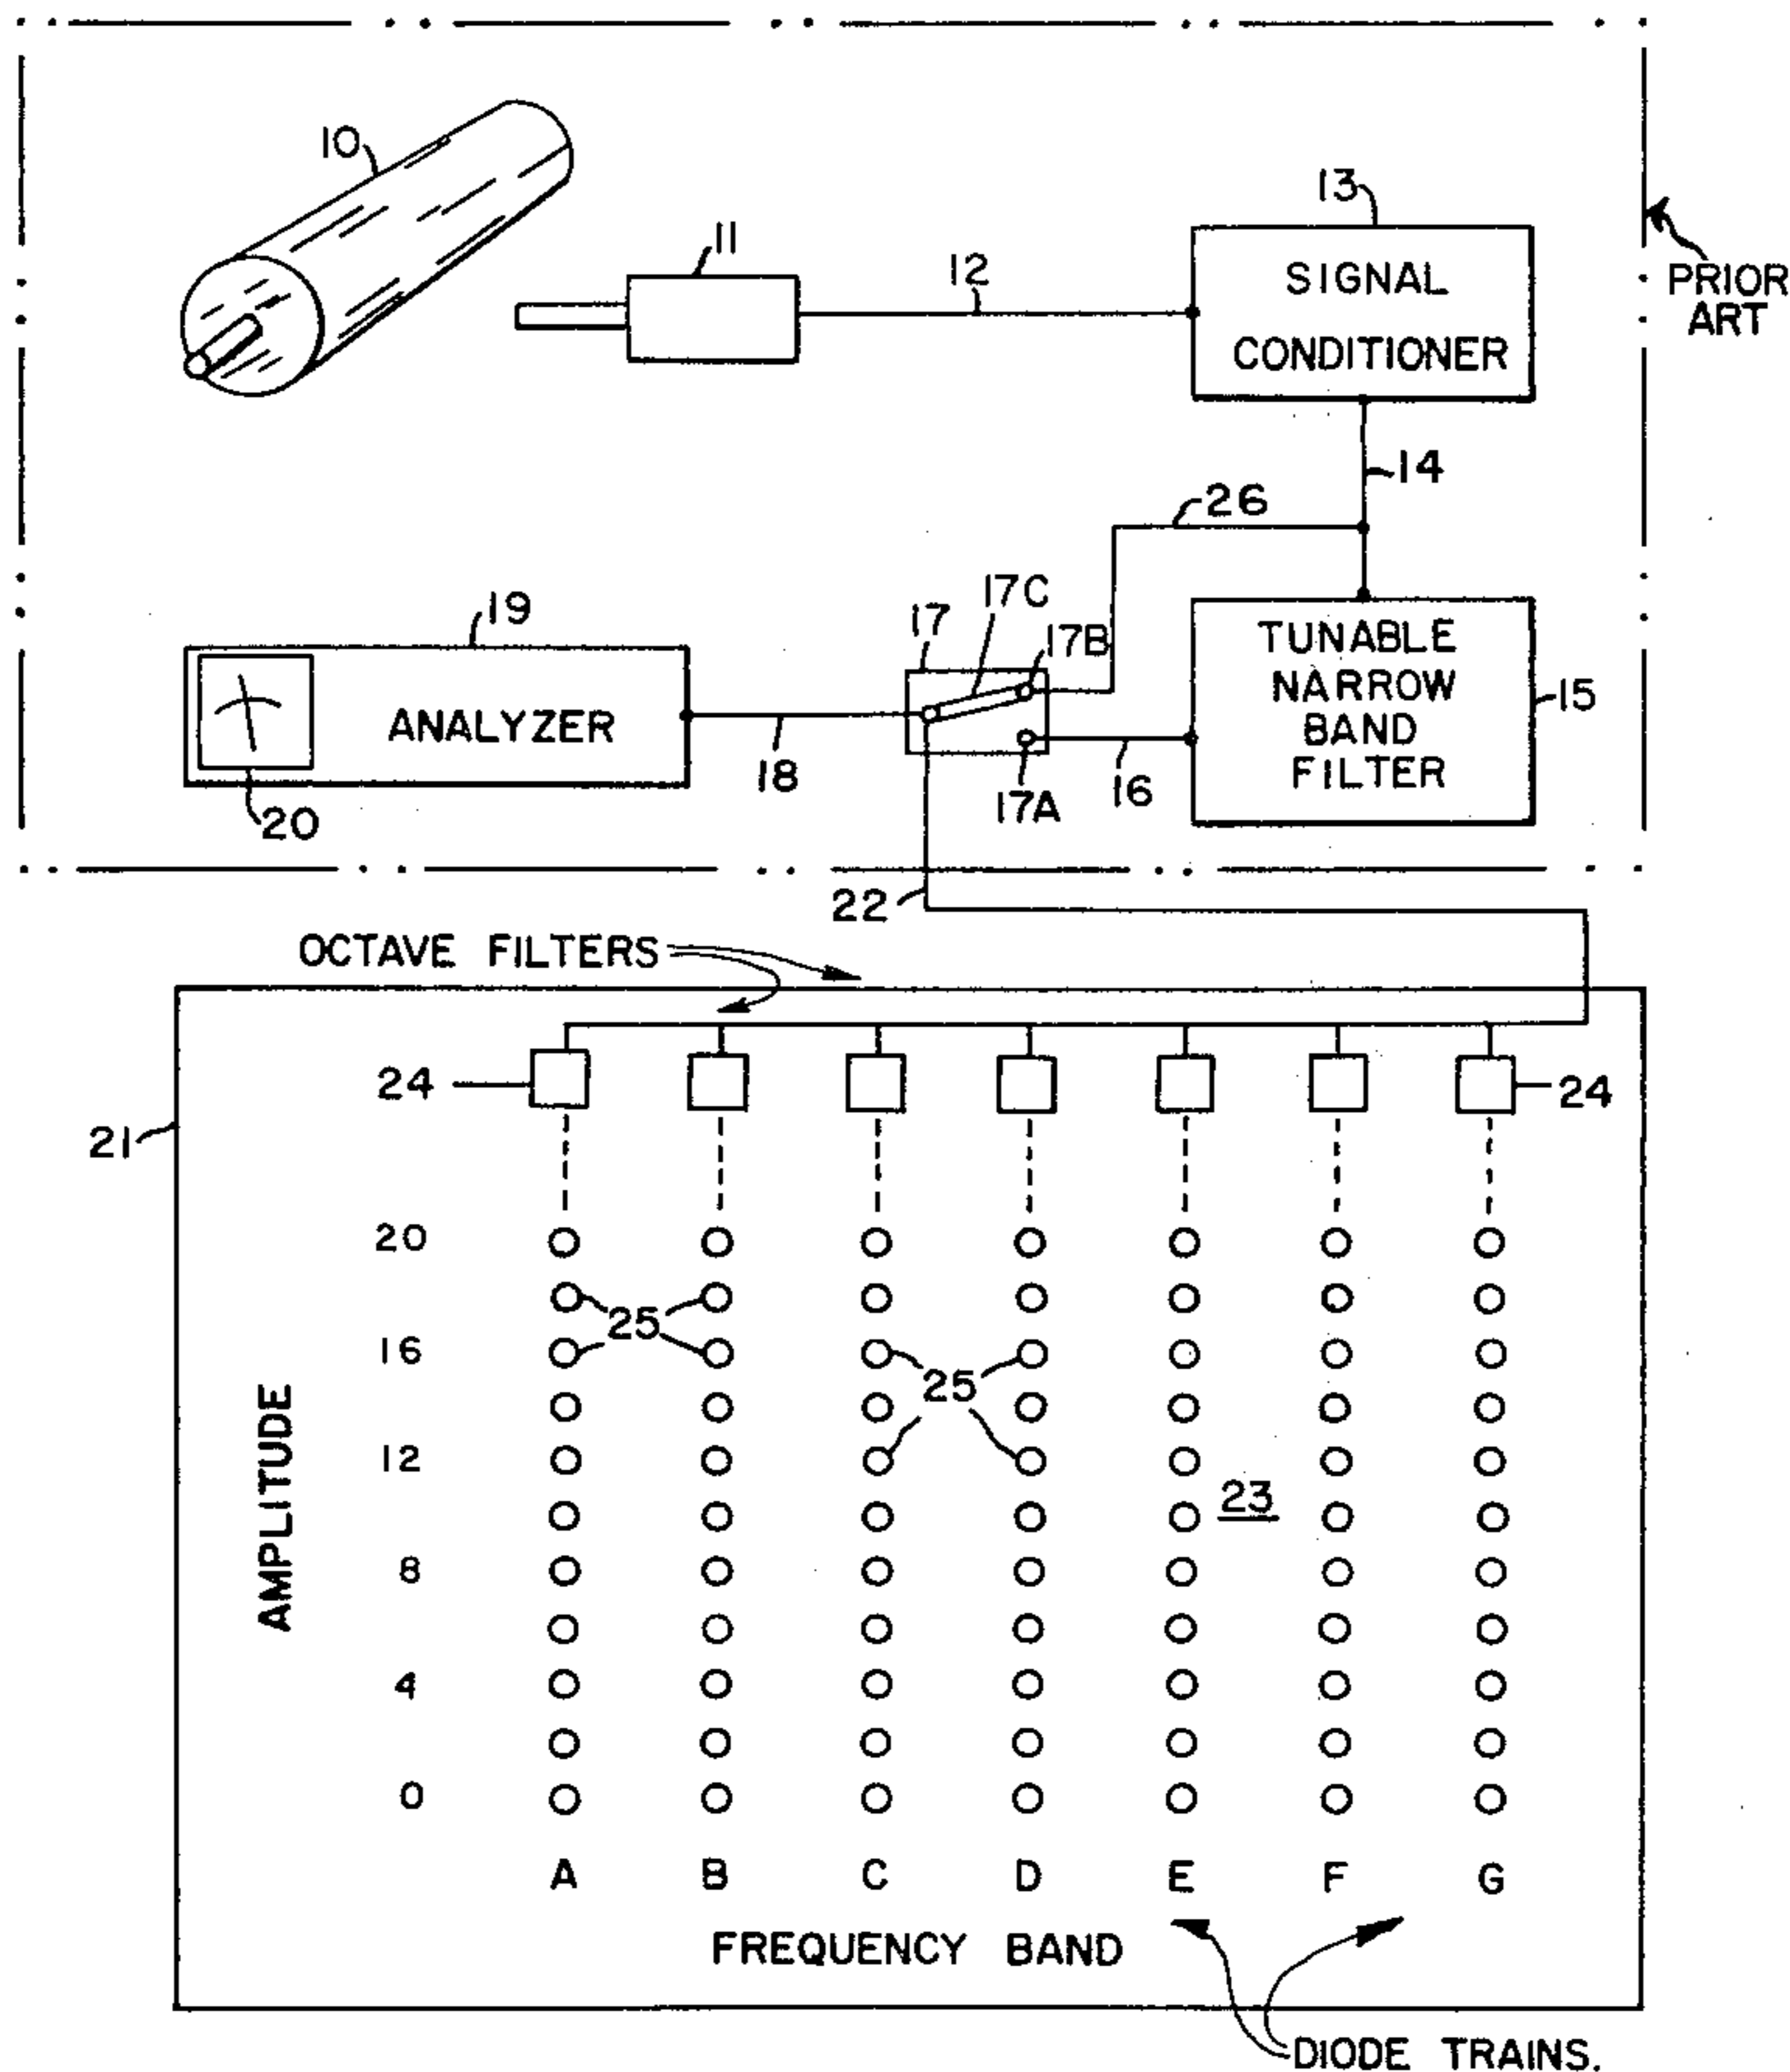 10
11
12
13
SIGNAL
CONDITIONER
PRIOR
ART
14
26
19
17
17C
17B
TUNABLE
NARROW
BAND
FILTER
15
ANALYZER
18
17A
16
20
22
OCTAVE FILTERS
24
24
21
20
25
16
25
12
23
8
4
0
AMPLITUDE
A B C D E F G
FREQUENCY BAND
DIODE TRAINS.